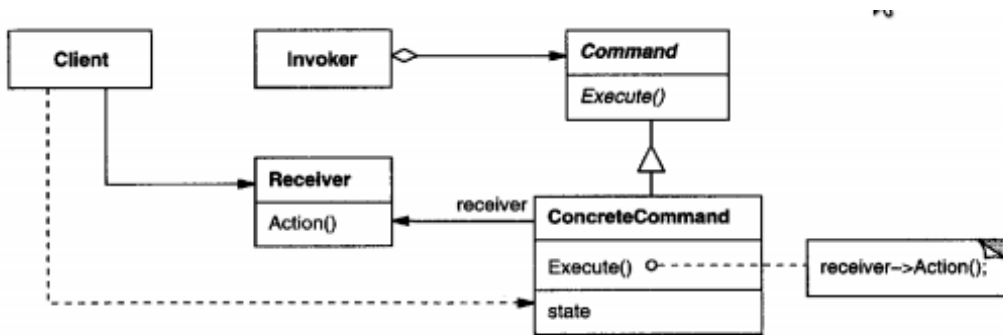 Client
Invoker
Command
Execute()
Receiver
Action()
receiver
ConcreteCommand
Execute()
receiver->Action();
state